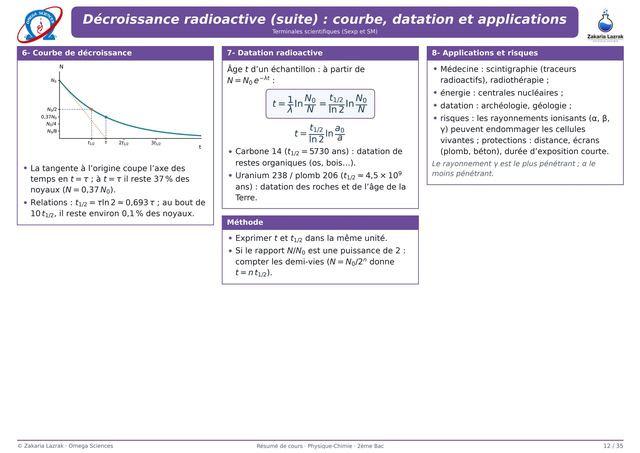 Décroissance radioactive (suite) : courbe, datation et applications
Terminales scientifiques (Sexp et SM)
OMEGA SCIENCES
Zakaria Lazrak
6- Courbe de décroissance
N
N₀
N₀/2
0,37N₀
N₀/4
N₀/8
t₁/₂ τ 2t₁/₂ 3t₁/₂ t
• La tangente à l'origine coupe l'axe des
temps en t = τ ; à t = τ il reste 37 % des
noyaux (N = 0,37 N₀).
• Relations : t₁/₂ = τ ln 2 ≈ 0,693 τ ; au bout de
10 t₁/₂, il reste environ 0,1 % des noyaux.
7- Datation radioactive
Âge t d'un échantillon : à partir de
N = N₀ e^−λt :
t = 1/λ ln N₀/N = t₁/₂/ln 2 ln N₀/N
t = t₁/₂/ln 2 ln a₀/a
• Carbone 14 (t₁/₂ = 5730 ans) : datation de
restes organiques (os, bois…).
• Uranium 238 / plomb 206 (t₁/₂ ≈ 4,5 × 10⁹
ans) : datation des roches et de l'âge de la
Terre.
Méthode
• Exprimer t et t₁/₂ dans la même unité.
• Si le rapport N/N₀ est une puissance de 2 :
compter les demi-vies (N = N₀/2ⁿ donne
t = n t₁/₂).
8- Applications et risques
• Médecine : scintigraphie (traceurs
radioactifs), radiothérapie ;
• énergie : centrales nucléaires ;
• datation : archéologie, géologie ;
• risques : les rayonnements ionisants (α, β,
γ) peuvent endommager les cellules
vivantes ; protections : distance, écrans
(plomb, béton), durée d'exposition courte.
Le rayonnement γ est le plus pénétrant ; α le
moins pénétrant.
© Zakaria Lazrak · Omega Sciences
Résumé de cours · Physique-Chimie · 2ème Bac
12 / 35